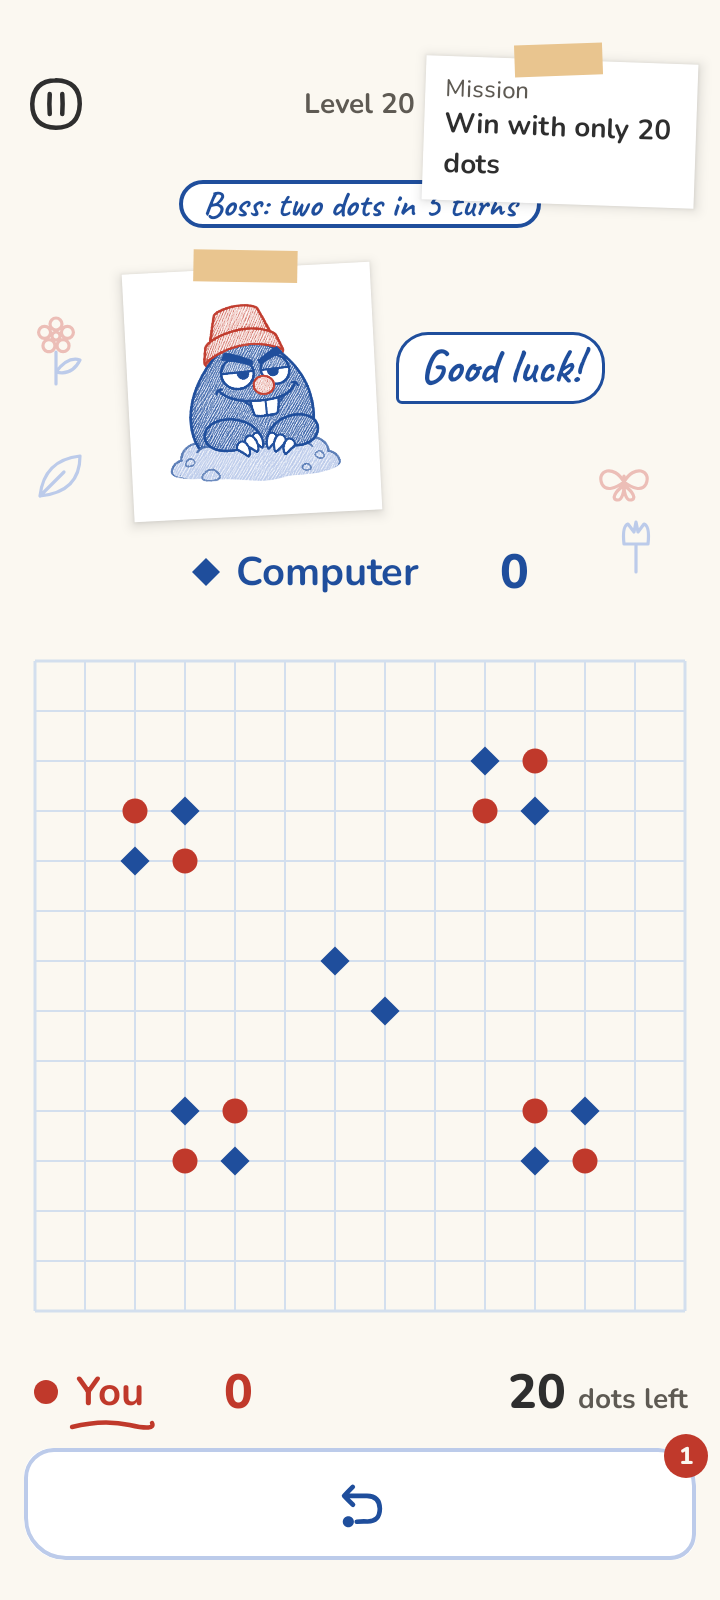 Level 20
Mission
Win with only 20
dots
Boss: two dots in 5 turns
Good luck!
Computer 0
You 0 20 dots left
1